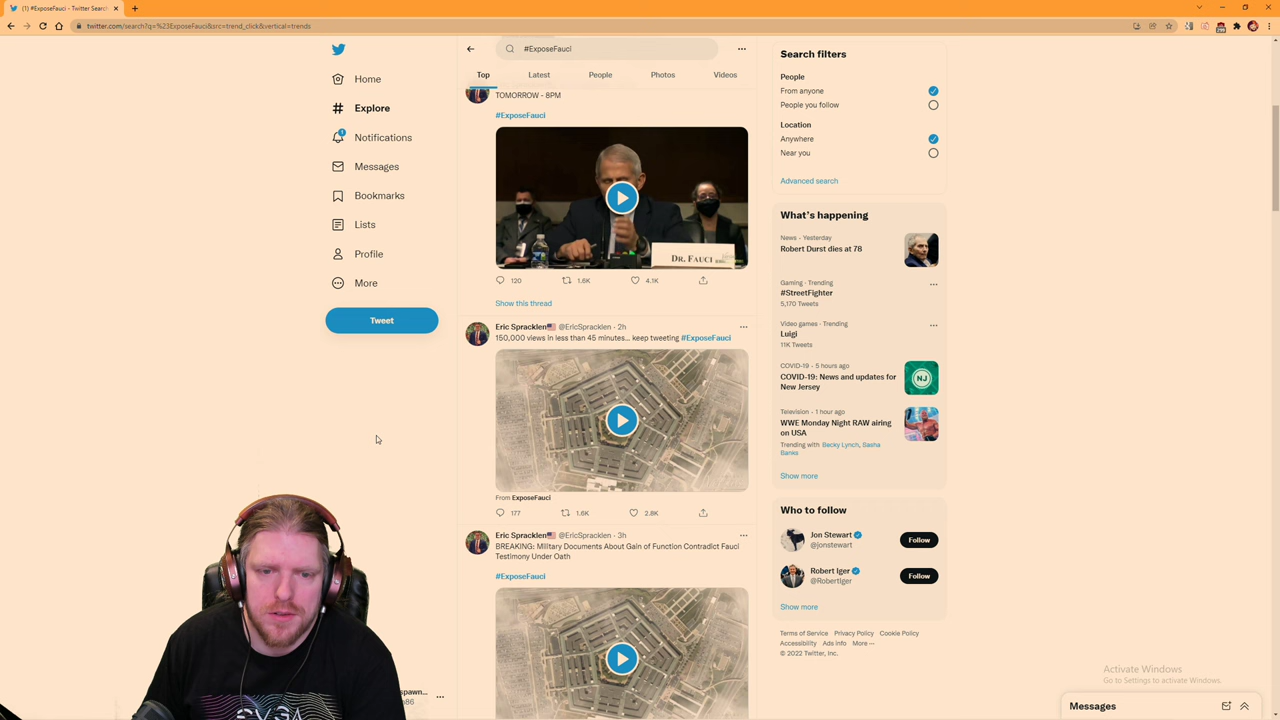 (1) #ExposeFauci - Twitter Search
twitter.com/search?q=%23ExposeFauci&src=trend_click&vertical=trends
Home
Explore
Notifications
Messages
Bookmarks
Lists
Profile
More
Tweet
#ExposeFauci
Top Latest People Photos Videos
TOMORROW - 8PM
#ExposeFauci
DR. FAUCI
120 1.6K 4.1K
Show this thread
Eric Spracklen @EricSpracklen · 2h
150,000 views in less than 45 minutes... keep tweeting #ExposeFauci
From ExposeFauci
177 1.6K 2.8K
Eric Spracklen @EricSpracklen · 3h
BREAKING: Military Documents About Gain of Function Contradict Fauci
Testimony Under Oath
#ExposeFauci
Search filters
People
From anyone
People you follow
Location
Anywhere
Near you
Advanced search
What's happening
News · Yesterday
Robert Durst dies at 78
Gaming · Trending
#StreetFighter
5,170 Tweets
Video games · Trending
Luigi
11K Tweets
COVID-19 · 5 hours ago
COVID-19: News and updates for
New Jersey
NJ
Television · 1 hour ago
WWE Monday Night RAW airing
on USA
Trending with Becky Lynch, Sasha
Banks
Show more
Who to follow
Jon Stewart
@jonstewart
Follow
Robert Iger
@RobertIger
Follow
Show more
Terms of Service Privacy Policy Cookie Policy
Accessibility Ads info More ···
© 2022 Twitter, Inc.
Activate Windows
Go to Settings to activate Windows.
Messages
spawn...
86
EVGA